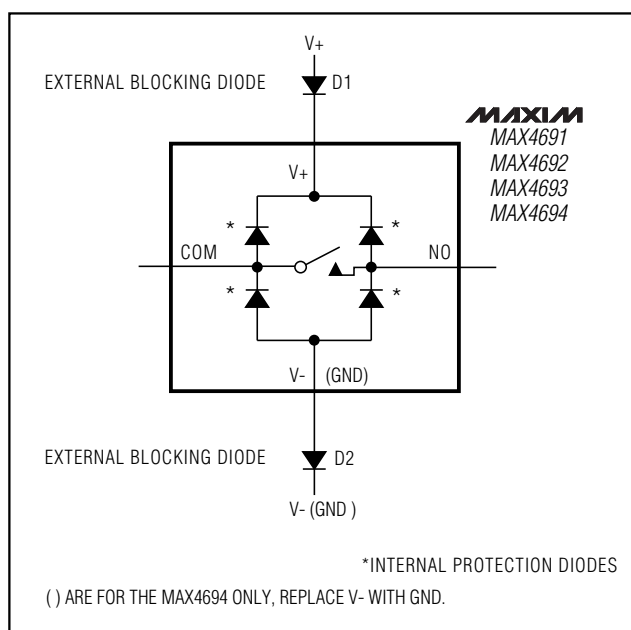 V+
EXTERNAL BLOCKING DIODE D1
MAXIM
MAX4691
MAX4692
MAX4693
MAX4694
V+
* *
COM NO
* *
V- (GND)
EXTERNAL BLOCKING DIODE D2
V- (GND )
*INTERNAL PROTECTION DIODES
( ) ARE FOR THE MAX4694 ONLY, REPLACE V- WITH GND.